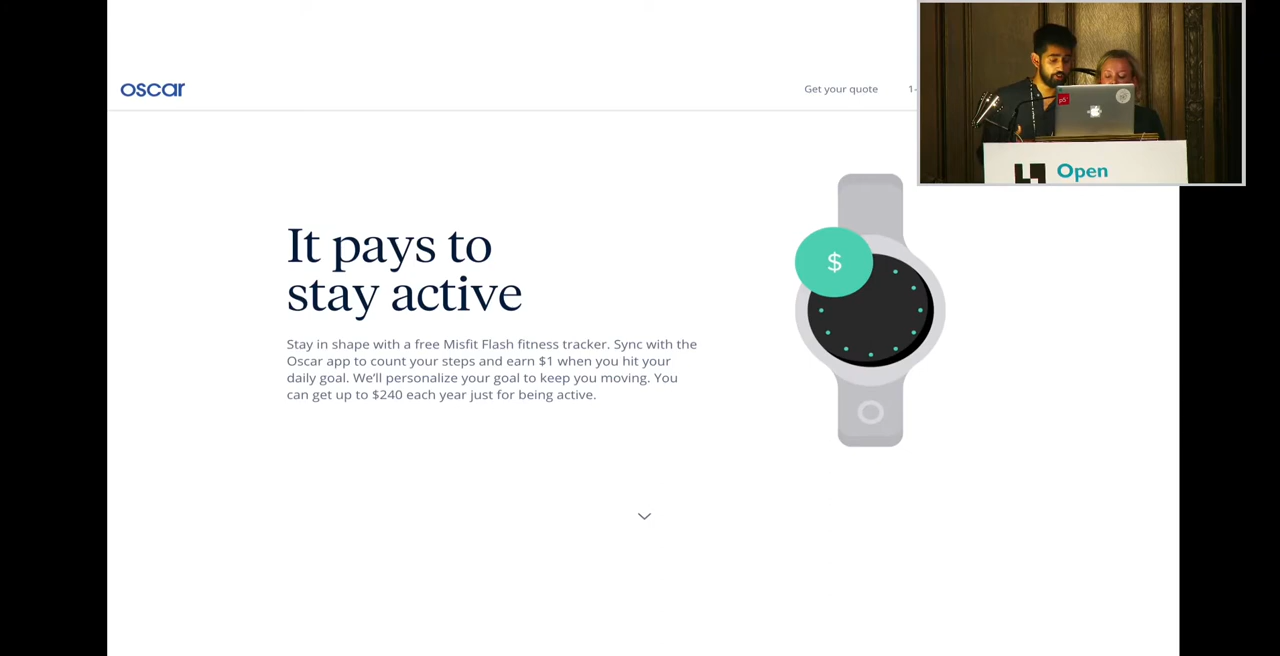 oscar
Get your quote
1-
It pays to
stay active
Stay in shape with a free Misfit Flash fitness tracker. Sync with the
Oscar app to count your steps and earn $1 when you hit your
daily goal. We'll personalize your goal to keep you moving. You
can get up to $240 each year just for being active.
$
Open